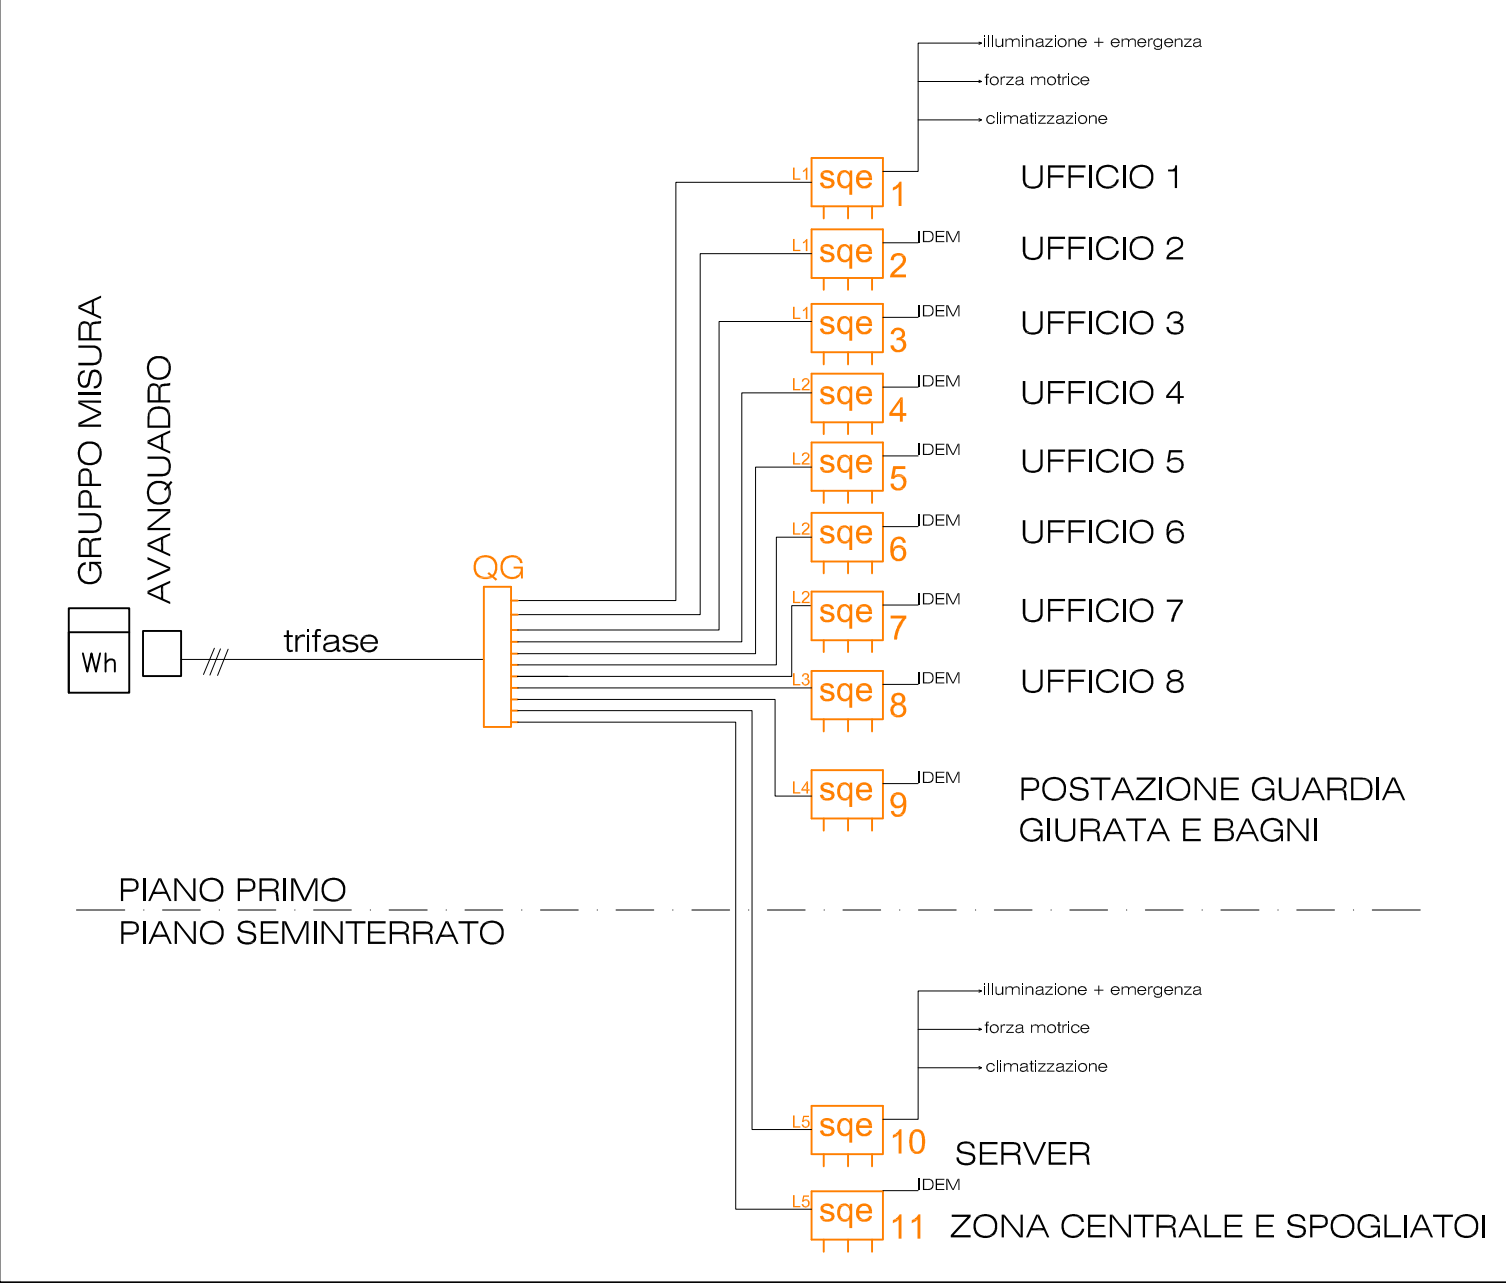 illuminazione + emergenza
forza motrice
climatizzazione
L1 sqe 1 UFFICIO 1
L1 sqe 2 IDEM UFFICIO 2
L1 sqe 3 IDEM UFFICIO 3
L2 sqe 4 IDEM UFFICIO 4
L2 sqe 5 IDEM UFFICIO 5
L2 sqe 6 IDEM UFFICIO 6
L2 sqe 7 IDEM UFFICIO 7
L3 sqe 8 IDEM UFFICIO 8
L4 sqe 9 IDEM POSTAZIONE GUARDIA
GIURATA E BAGNI
GRUPPO MISURA
AVANQUADRO
Wh
trifase
QG
PIANO PRIMO
PIANO SEMINTERRATO
illuminazione + emergenza
forza motrice
climatizzazione
L5 sqe 10 SERVER
L5 sqe 11 IDEM ZONA CENTRALE E SPOGLIATOI